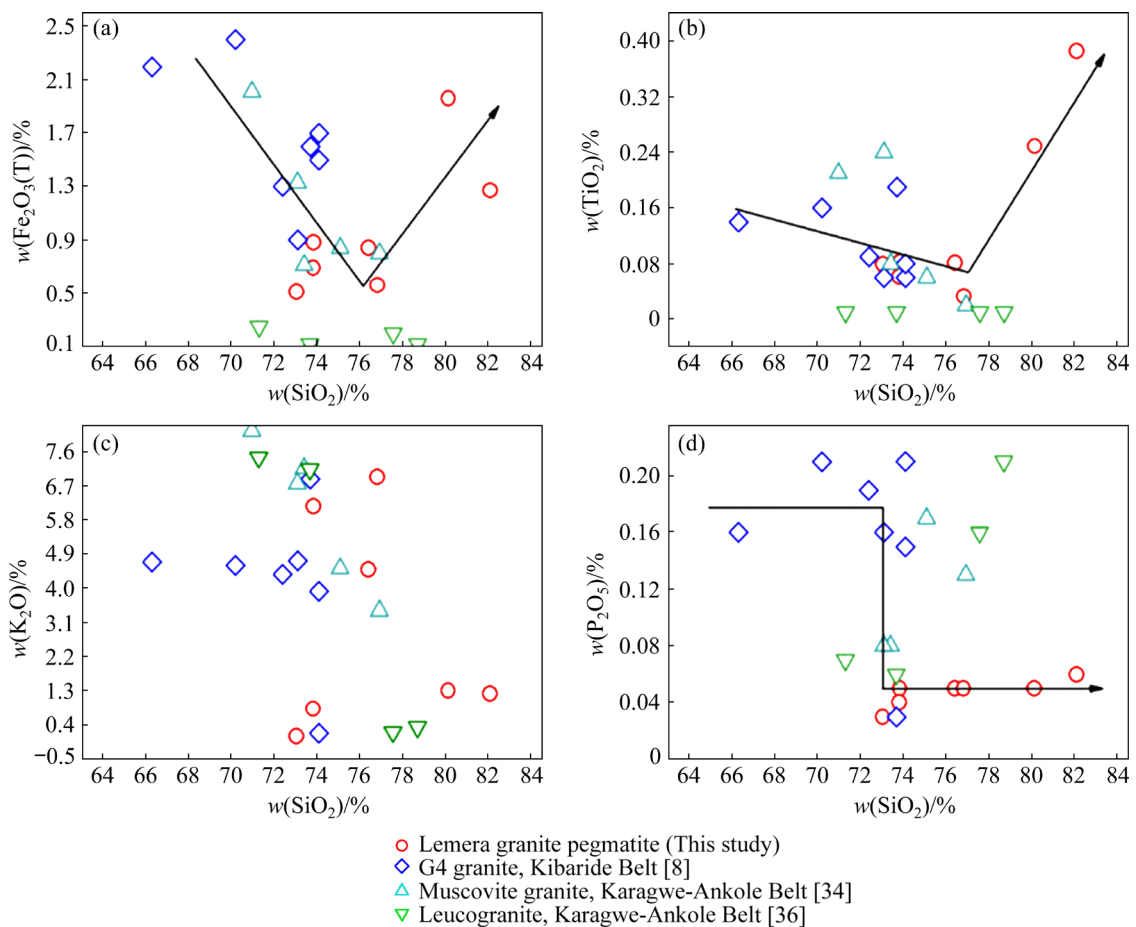 (a)
2.5
2.1
1.7
1.3
0.9
0.5
0.1
w(Fe₂O₃(T))/%
64 66 68 70 72 74 76 78 80 82 84
w(SiO₂)/%
(b)
0.40
0.32
0.24
0.16
0.08
0
w(TiO₂)/%
64 66 68 70 72 74 76 78 80 82 84
w(SiO₂)/%
(c)
7.6
6.7
5.8
4.9
4.0
3.1
2.2
1.3
0.4
−0.5
w(K₂O)/%
64 66 68 70 72 74 76 78 80 82 84
w(SiO₂)/%
(d)
0.20
0.16
0.12
0.08
0.04
0
w(P₂O₅)/%
64 66 68 70 72 74 76 78 80 82 84
w(SiO₂)/%
Lemera granite pegmatite (This study)
G4 granite, Kibaride Belt [8]
Muscovite granite, Karagwe-Ankole Belt [34]
Leucogranite, Karagwe-Ankole Belt [36]